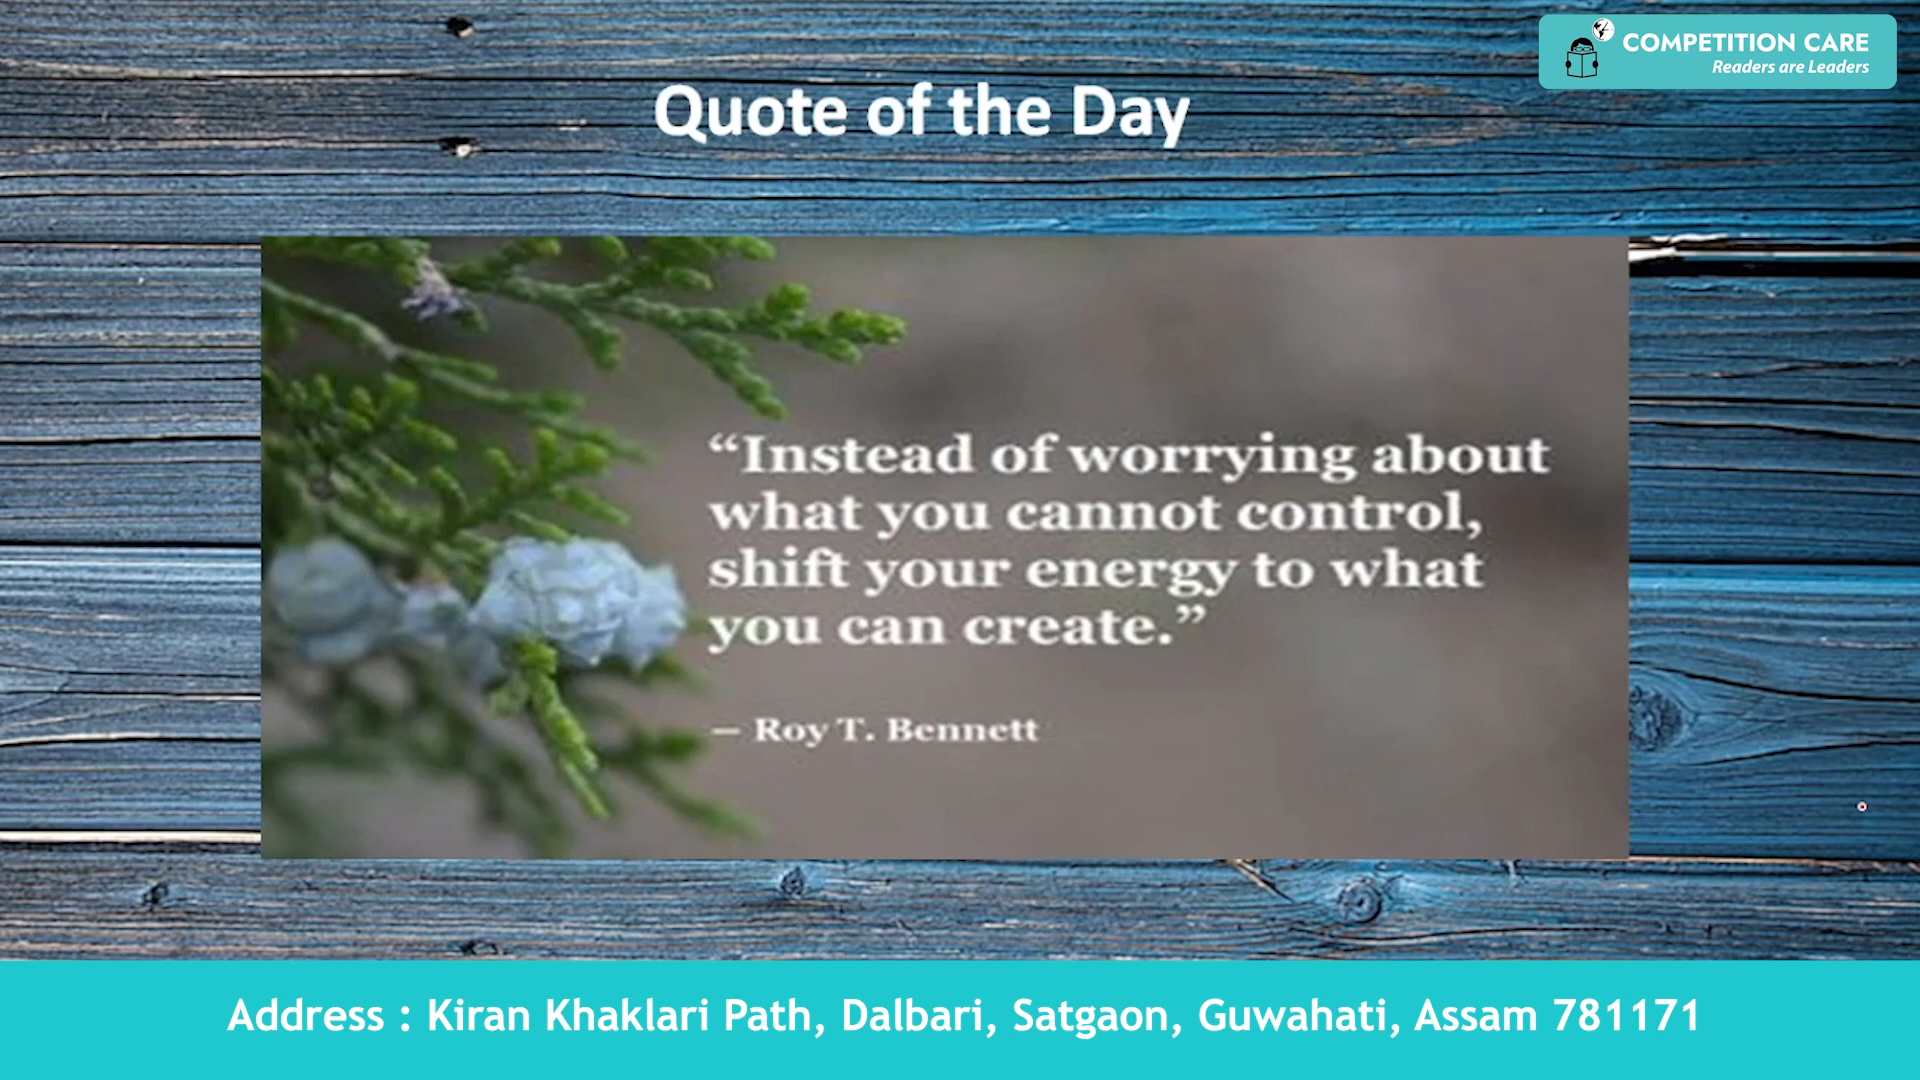 COMPETITION CARE
Readers are Leaders
Quote of the Day
“Instead of worrying about
what you cannot control,
shift your energy to what
you can create.”
— Roy T. Bennett
Address : Kiran Khaklari Path, Dalbari, Satgaon, Guwahati, Assam 781171